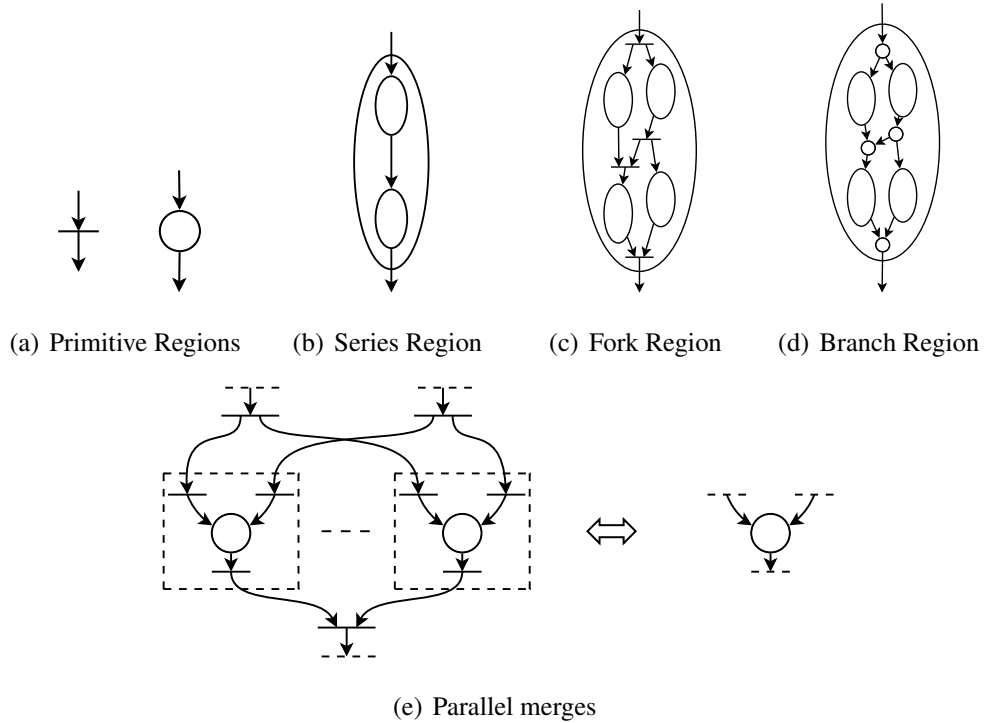 (a) Primitive Regions (b) Series Region (c) Fork Region (d) Branch Region
(e) Parallel merges